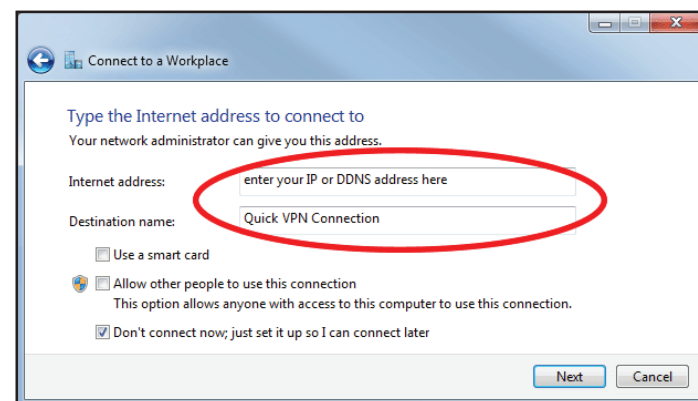 Connect to a Workplace
Type the Internet address to connect to
Your network administrator can give you this address.
Internet address:
enter your IP or DDNS address here
Destination name:
Quick VPN Connection
Use a smart card
Allow other people to use this connection
This option allows anyone with access to this computer to use this connection.
Don't connect now; just set it up so I can connect later
Next
Cancel